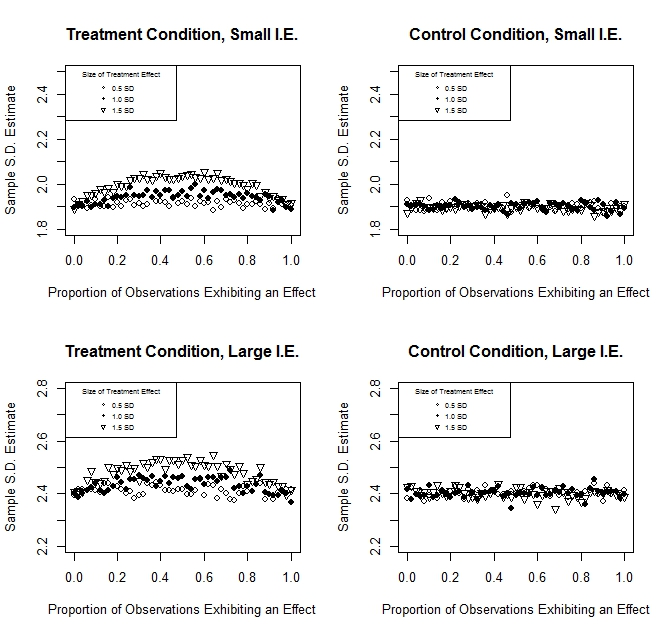 Treatment Condition, Small I.E.
Sample S.D. Estimate
2.4
2.2
2.0
1.8
Size of Treatment Effect
0.5 SD
1.0 SD
1.5 SD
0.0 0.2 0.4 0.6 0.8 1.0
Proportion of Observations Exhibiting an Effect
Control Condition, Small I.E.
Sample S.D. Estimate
2.4
2.2
2.0
1.8
Size of Treatment Effect
0.5 SD
1.0 SD
1.5 SD
0.0 0.2 0.4 0.6 0.8 1.0
Proportion of Observations Exhibiting an Effect
Treatment Condition, Large I.E.
Sample S.D. Estimate
2.8
2.6
2.4
2.2
Size of Treatment Effect
0.5 SD
1.0 SD
1.5 SD
0.0 0.2 0.4 0.6 0.8 1.0
Proportion of Observations Exhibiting an Effect
Control Condition, Large I.E.
Sample S.D. Estimate
2.8
2.6
2.4
2.2
Size of Treatment Effect
0.5 SD
1.0 SD
1.5 SD
0.0 0.2 0.4 0.6 0.8 1.0
Proportion of Observations Exhibiting an Effect